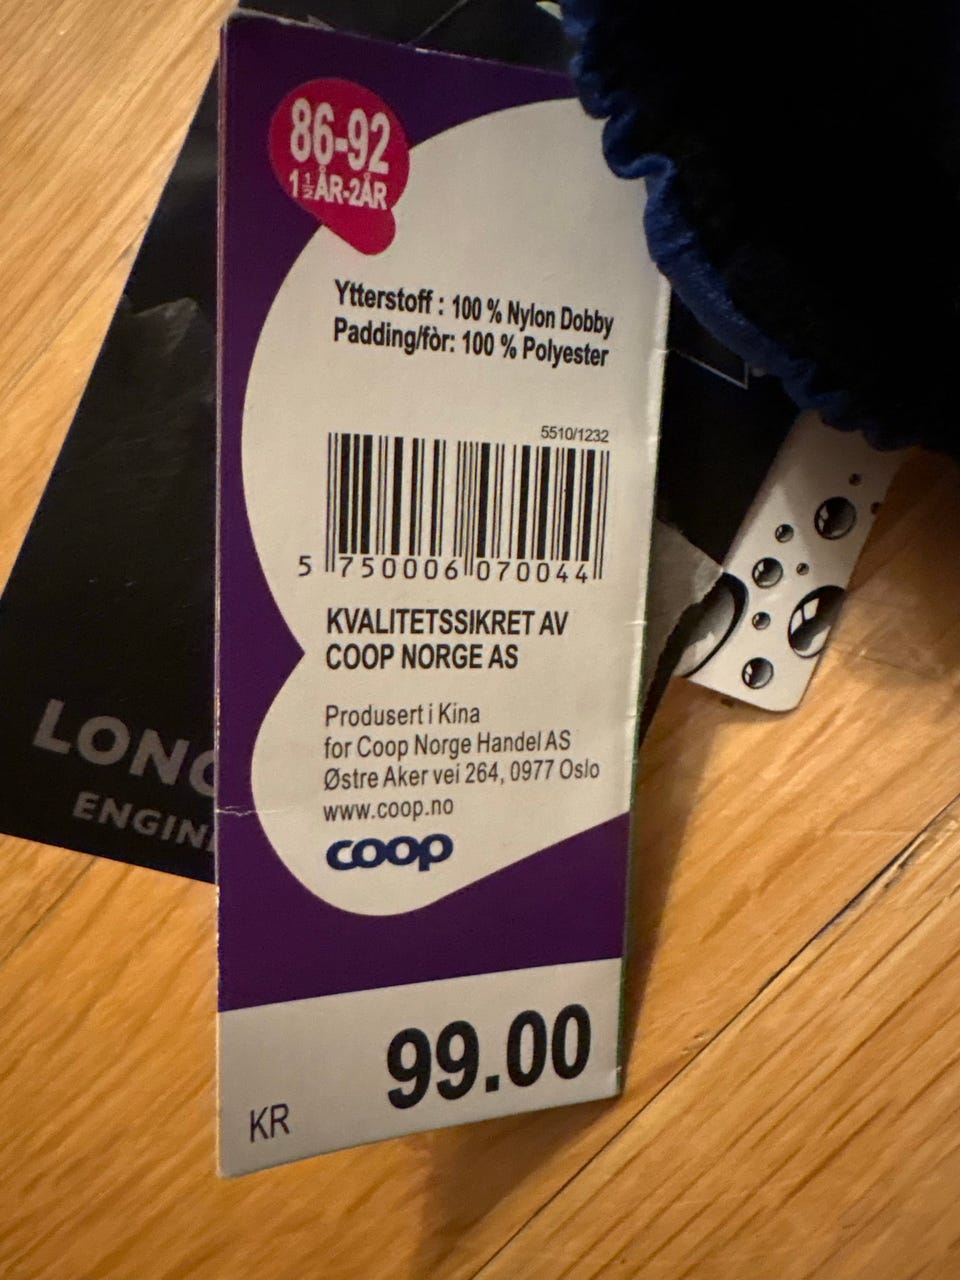 86-92
1½ÅR-2ÅR
Ytterstoff : 100 % Nylon Dobby
Padding/fòr: 100 % Polyester
5510/1232
5 750006 070044
KVALITETSSIKRET AV
COOP NORGE AS
Produsert i Kina
for Coop Norge Handel AS
Østre Aker vei 264, 0977 Oslo
www.coop.no
coop
KR 99.00